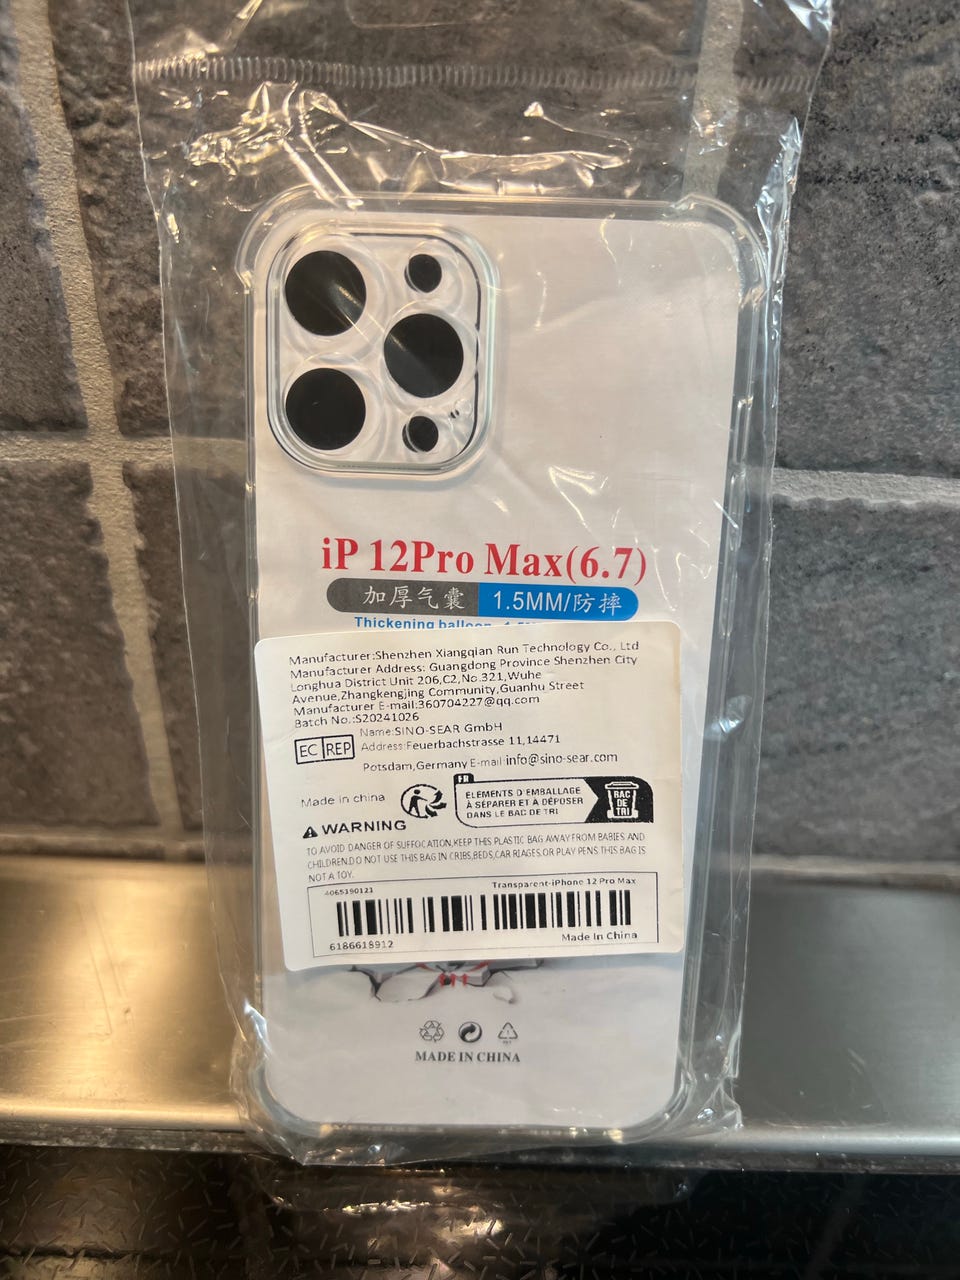 iP 12Pro Max(6.7)
加厚气囊 1.5MM/防摔
Thickening balloon
Manufacturer:Shenzhen Xiangqian Run Technology Co., Ltd
Manufacturer Address: Guangdong Province Shenzhen City
Longhua District Unit 206,C2,No.321,Wuhe
Avenue,Zhangkengjing Community,Guanhu Street
Manufacturer E-mail:360704227@qq.com
Batch No.:S20241026
EC REP
Name:SINO-SEAR GmbH
Address:Feuerbachstrasse 11,14471
Potsdam,Germany E-mail:info@sino-sear.com
Made in china
FR
ÉLÉMENTS D'EMBALLAGE
À SÉPARER ET À DÉPOSER
DANS LE BAC DE TRI
BAC
DE
TRI
WARNING
TO AVOID DANGER OF SUFFOCATION,KEEP THIS PLASTIC BAG AWAY FROM BABIES AND
CHILDREN.DO NOT USE THIS BAG IN CRIBS,BEDS,CAR RIAGES.OR PLAY PENS.THIS BAG IS
NOT A TOY.
4065190121 Transparent-iPhone 12 Pro Max
6186618912 Made In China
MADE IN CHINA